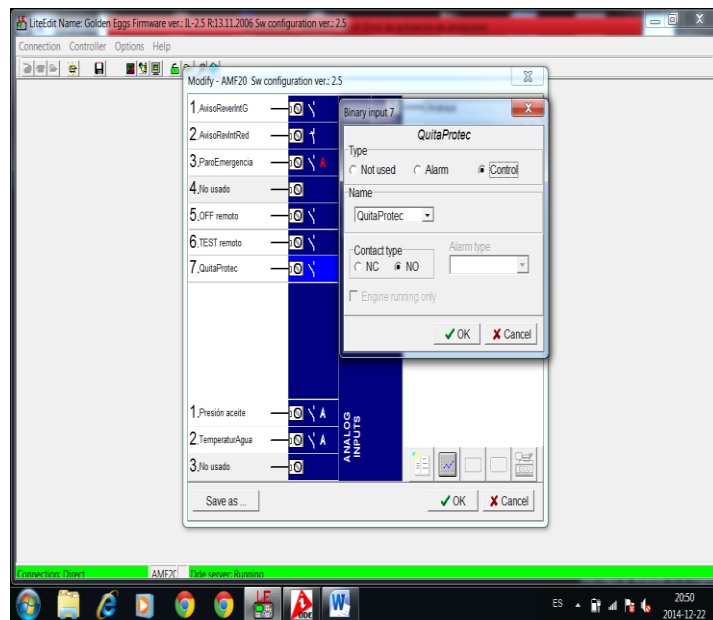 LiteEdit Name: Golden Eggs Firmware ver.: IL-2.5 R:13.11.2006 Sw configuration ver.: 2.5
Connection Controller Options Help
Modify - AMF20 Sw configuration ver.: 2.5
1 ,AvisoReverIntG
2 ,AvisoRevIntRed
3 ,ParoEmergencia
A
4 ,No usado
5 ,OFF remoto
6 ,TEST remoto
7 ,QuitaProtec
Binary input 7
QuitaProtec
Type
Not used Alarm Control
Name
QuitaProtec
Contact type
NC NO
Alarm type
Engine running only
OK Cancel
1 ,Presión aceite
A
2 ,TemperaturAgua
A
3 ,No usado
ANALOG
INPUTS
Save as ...
OK Cancel
Connection: Direct AMF20 Dde server: Running
LE
DDE
W
ES
20:50
2014-12-22